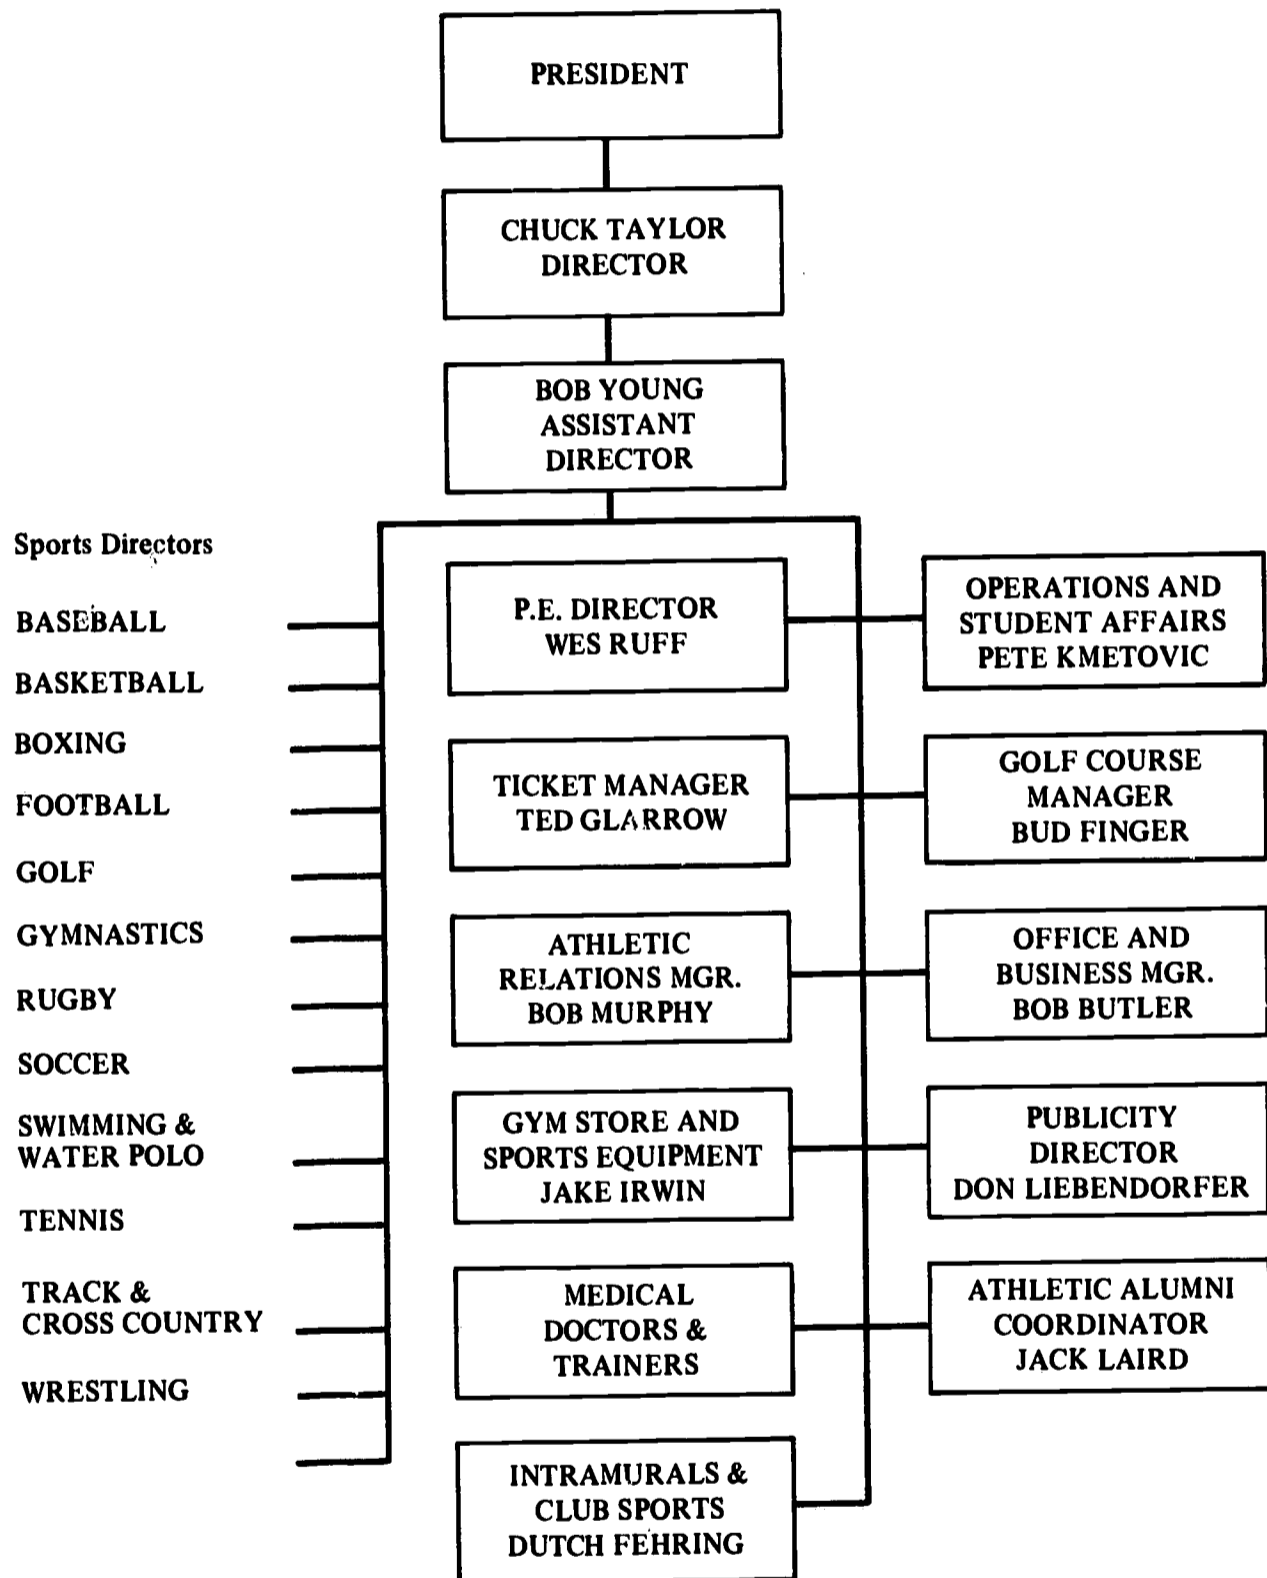 PRESIDENT
CHUCK TAYLOR
DIRECTOR
BOB YOUNG
ASSISTANT
DIRECTOR
Sports Directors
BASEBALL
BASKETBALL
BOXING
FOOTBALL
GOLF
GYMNASTICS
RUGBY
SOCCER
SWIMMING &
WATER POLO
TENNIS
TRACK &
CROSS COUNTRY
WRESTLING
P.E. DIRECTOR
WES RUFF
TICKET MANAGER
TED GLARROW
ATHLETIC
RELATIONS MGR.
BOB MURPHY
GYM STORE AND
SPORTS EQUIPMENT
JAKE IRWIN
MEDICAL
DOCTORS &
TRAINERS
INTRAMURALS &
CLUB SPORTS
DUTCH FEHRING
OPERATIONS AND
STUDENT AFFAIRS
PETE KMETOVIC
GOLF COURSE
MANAGER
BUD FINGER
OFFICE AND
BUSINESS MGR.
BOB BUTLER
PUBLICITY
DIRECTOR
DON LIEBENDORFER
ATHLETIC ALUMNI
COORDINATOR
JACK LAIRD